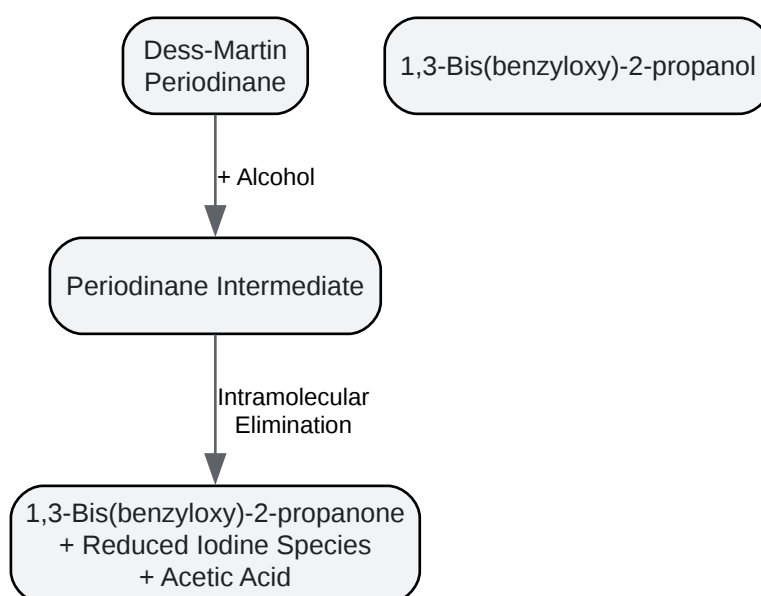 Dess-Martin
Periodinane
1,3-Bis(benzyloxy)-2-propanol
+ Alcohol
Periodinane Intermediate
Intramolecular
Elimination
1,3-Bis(benzyloxy)-2-propanone
+ Reduced Iodine Species
+ Acetic Acid